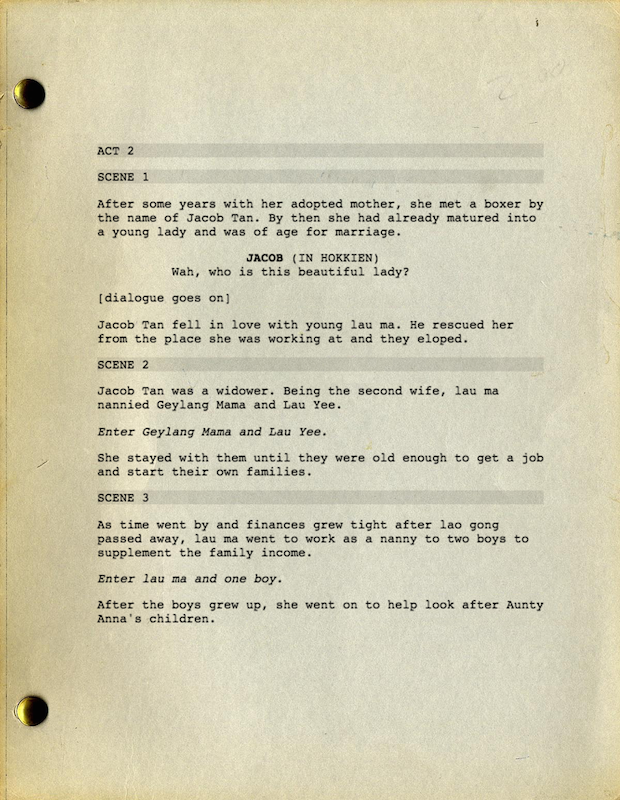 ACT 2
SCENE 1
After some years with her adopted mother, she met a boxer by
the name of Jacob Tan. By then she had already matured into
a young lady and was of age for marriage.
JACOB (IN HOKKIEN)
Wah, who is this beautiful lady?
[dialogue goes on]
Jacob Tan fell in love with young lau ma. He rescued her
from the place she was working at and they eloped.
SCENE 2
Jacob Tan was a widower. Being the second wife, lau ma
nannied Geylang Mama and Lau Yee.
Enter Geylang Mama and Lau Yee.
She stayed with them until they were old enough to get a job
and start their own families.
SCENE 3
As time went by and finances grew tight after lao gong
passed away, lau ma went to work as a nanny to two boys to
supplement the family income.
Enter lau ma and one boy.
After the boys grew up, she went on to help look after Aunty
Anna's children.